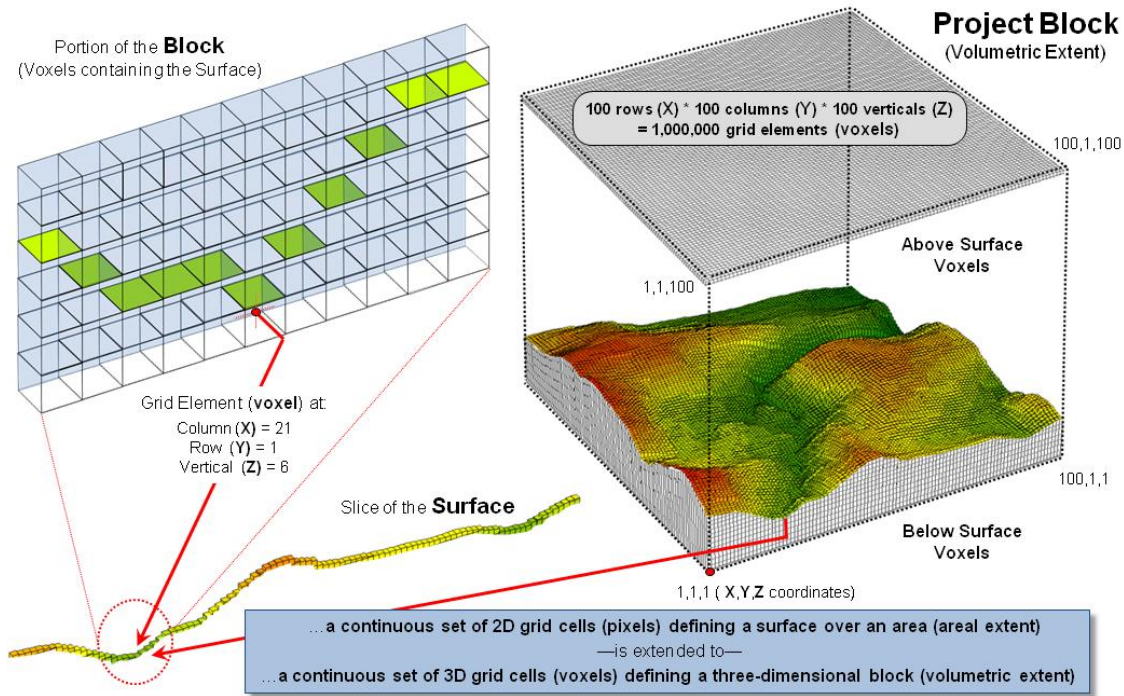 Project Block
(Volumetric Extent)
Portion of the Block
(Voxels containing the Surface)
100 rows (X) * 100 columns (Y) * 100 verticals (Z)
= 1,000,000 grid elements (voxels)
100,1,100
Above Surface
Voxels
1,1,100
Grid Element (voxel) at:
Column (X) = 21
Row (Y) = 1
Vertical (Z) = 6
100,1,1
Slice of the Surface
Below Surface
Voxels
1,1,1 ( X,Y,Z coordinates)
…a continuous set of 2D grid cells (pixels) defining a surface over an area (areal extent)
—is extended to—
…a continuous set of 3D grid cells (voxels) defining a three-dimensional block (volumetric extent)